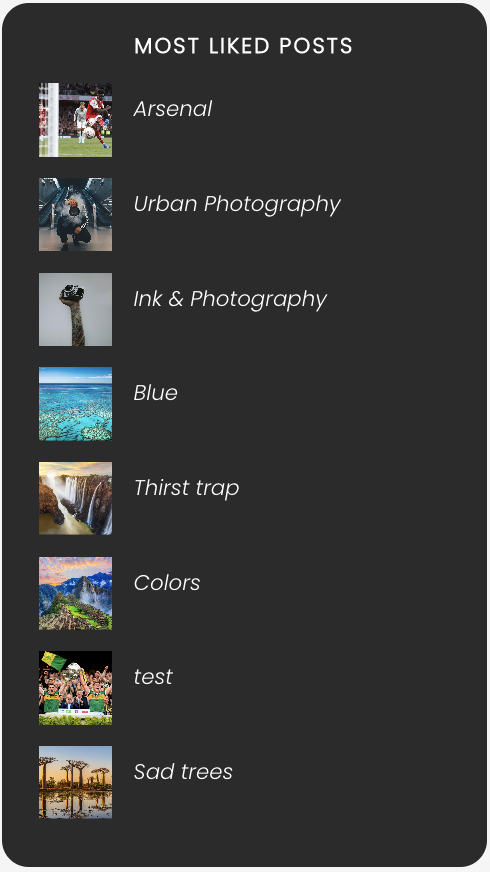 MOST LIKED POSTS
Arsenal
Urban Photography
Ink & Photography
Blue
Thirst trap
Colors
test
Sad trees